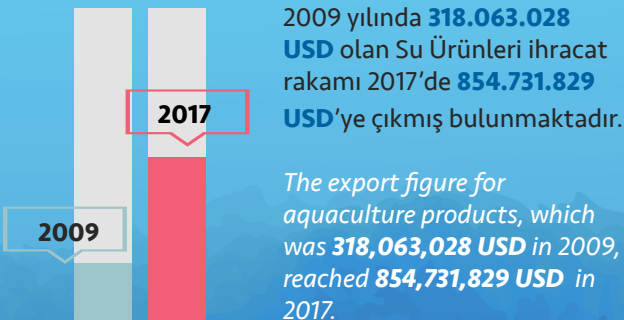 2009 yılında 318.063.028
USD olan Su Ürünleri ihracat
rakamı 2017’de 854.731.829
USD’ye çıkmış bulunmaktadır.
The export figure for
aquaculture products, which
was 318,063,028 USD in 2009,
reached 854,731,829 USD in
2017.
2017
2009